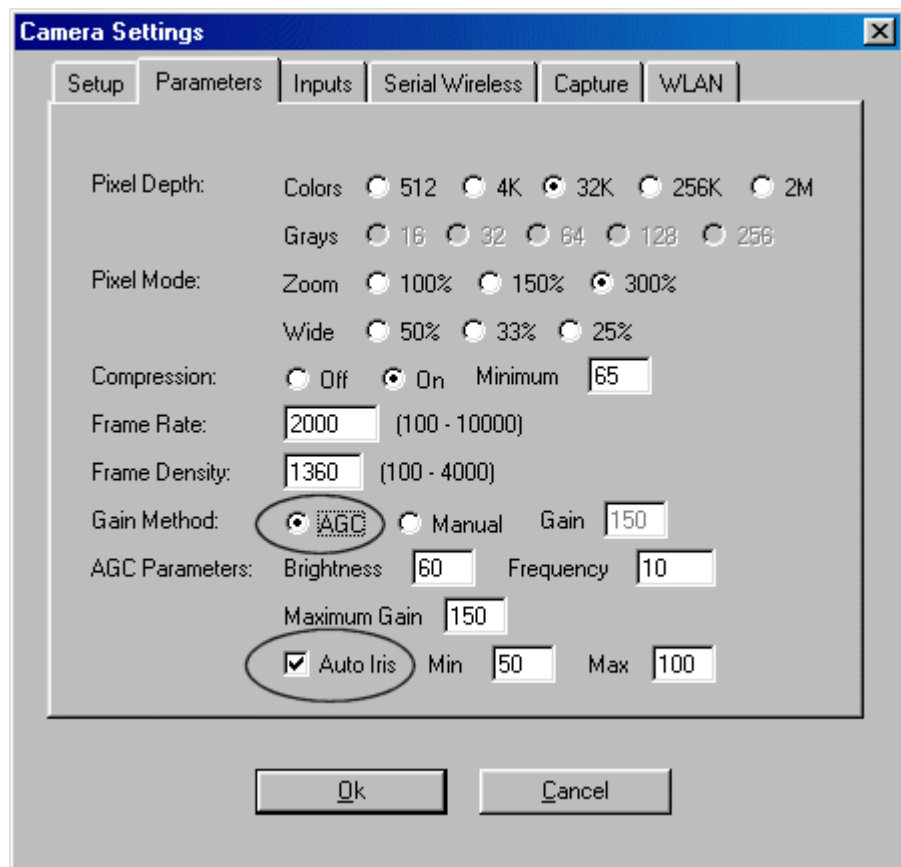 Camera Settings
Setup Parameters Inputs Serial Wireless Capture WLAN
Pixel Depth: Colors 512 4K 32K 256K 2M
Grays 16 32 64 128 256
Pixel Mode: Zoom 100% 150% 300%
Wide 50% 33% 25%
Compression: Off On Minimum 65
Frame Rate: 2000 (100 - 10000)
Frame Density: 1360 (100 - 4000)
Gain Method: AGC Manual Gain 150
AGC Parameters: Brightness 60 Frequency 10
Maximum Gain 150
Auto Iris Min 50 Max 100
Ok Cancel